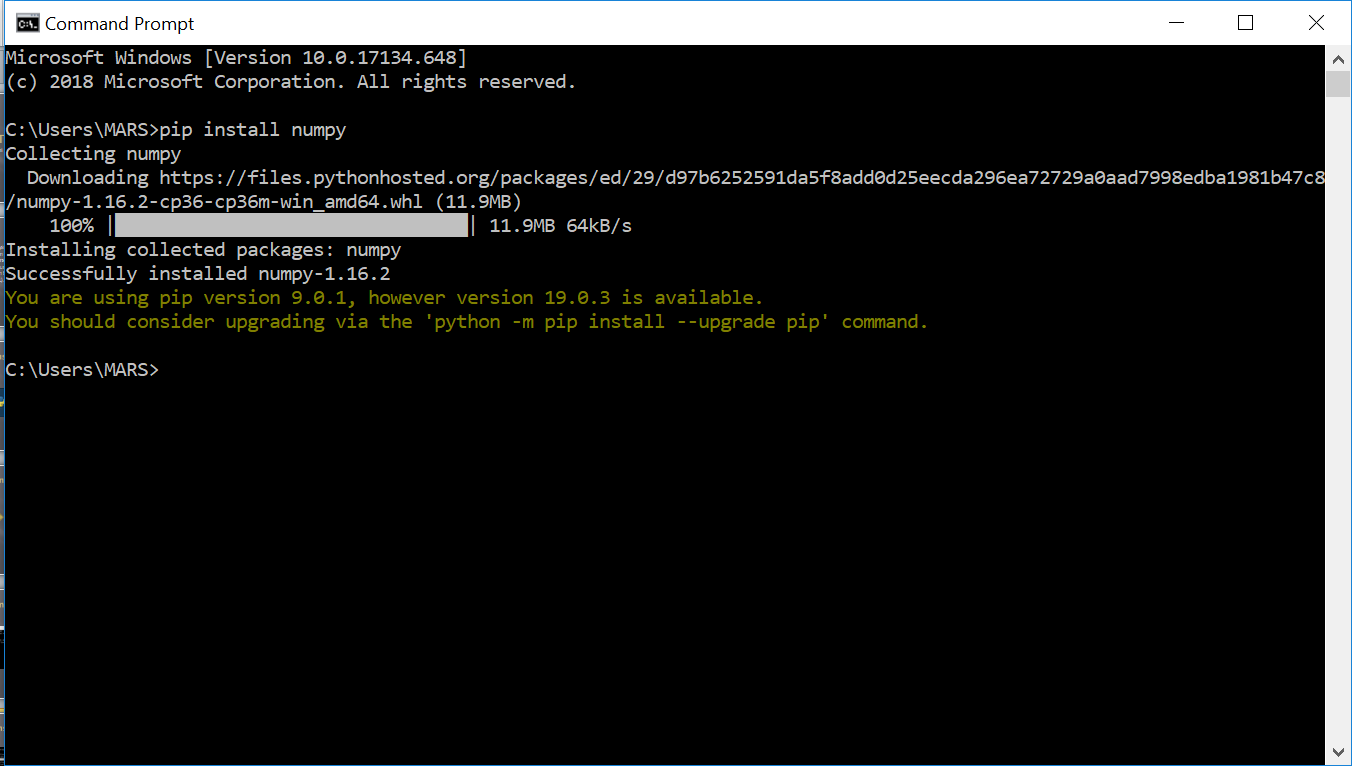 Command Prompt
Microsoft Windows [Version 10.0.17134.648]
(c) 2018 Microsoft Corporation. All rights reserved.
C:\Users\MARS>pip install numpy
Collecting numpy
Downloading https://files.pythonhosted.org/packages/ed/29/d97b6252591da5f8add0d25eecda296ea72729a0aad7998edba1981b47c8
/numpy-1.16.2-cp36-cp36m-win_amd64.whl (11.9MB)
100% || 11.9MB 64kB/s
Installing collected packages: numpy
Successfully installed numpy-1.16.2
You are using pip version 9.0.1, however version 19.0.3 is available.
You should consider upgrading via the 'python -m pip install --upgrade pip' command.
C:\Users\MARS>